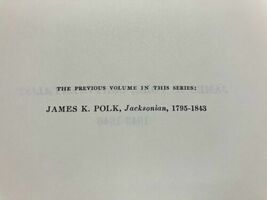 THE PREVIOUS VOLUME IN THIS SERIES:
JAMES K. POLK, Jacksonian, 1795-1843